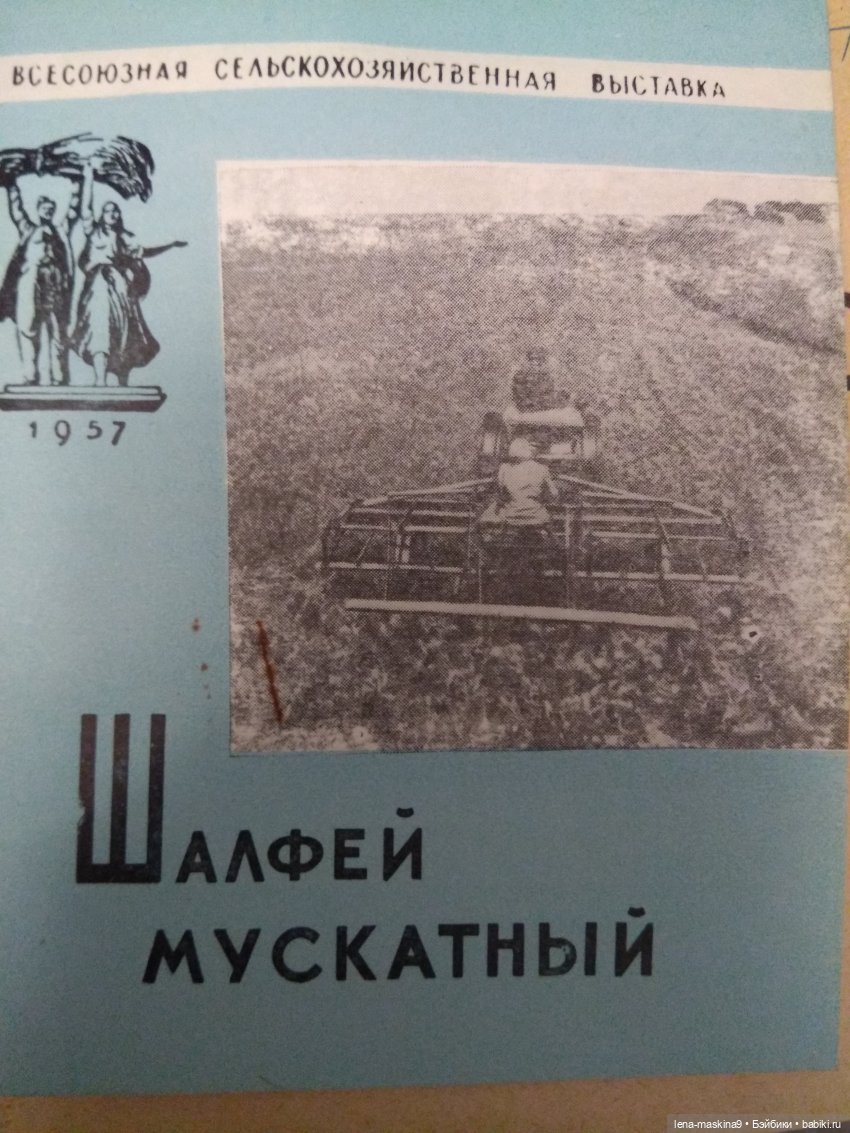 ВСЕСОЮЗНАЯ СЕЛЬСКОХОЗЯЙСТВЕННАЯ ВЫСТАВКА
1957
ШАЛФЕЙ
МУСКАТНЫЙ
lena-maskina9 • Бэйбики • babiki.ru